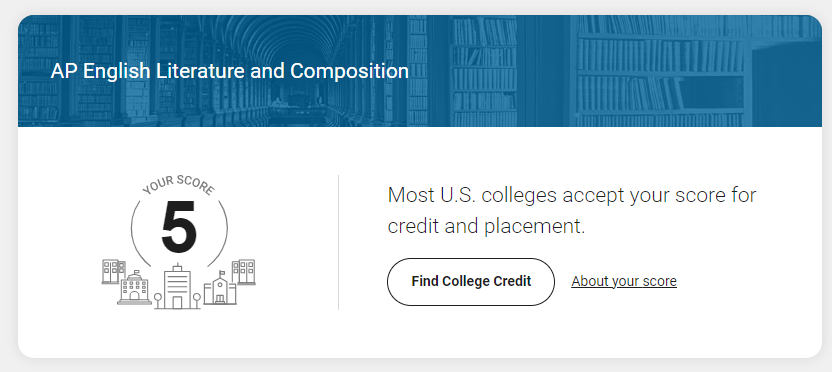 AP English Literature and Composition
YOUR SCORE
5
Most U.S. colleges accept your score for
credit and placement.
Find College Credit
About your score